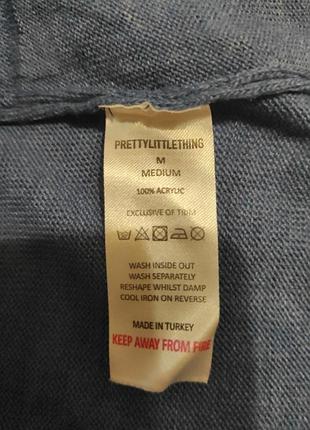 PRETTYLITTLETHING
M
MEDIUM
100% ACRYLIC
EXCLUSIVE OF TRIM
WASH INSIDE OUT
WASH SEPARATELY
RESHAPE WHILST DAMP
COOL IRON ON REVERSE
MADE IN TURKEY
KEEP AWAY FROM FIRE